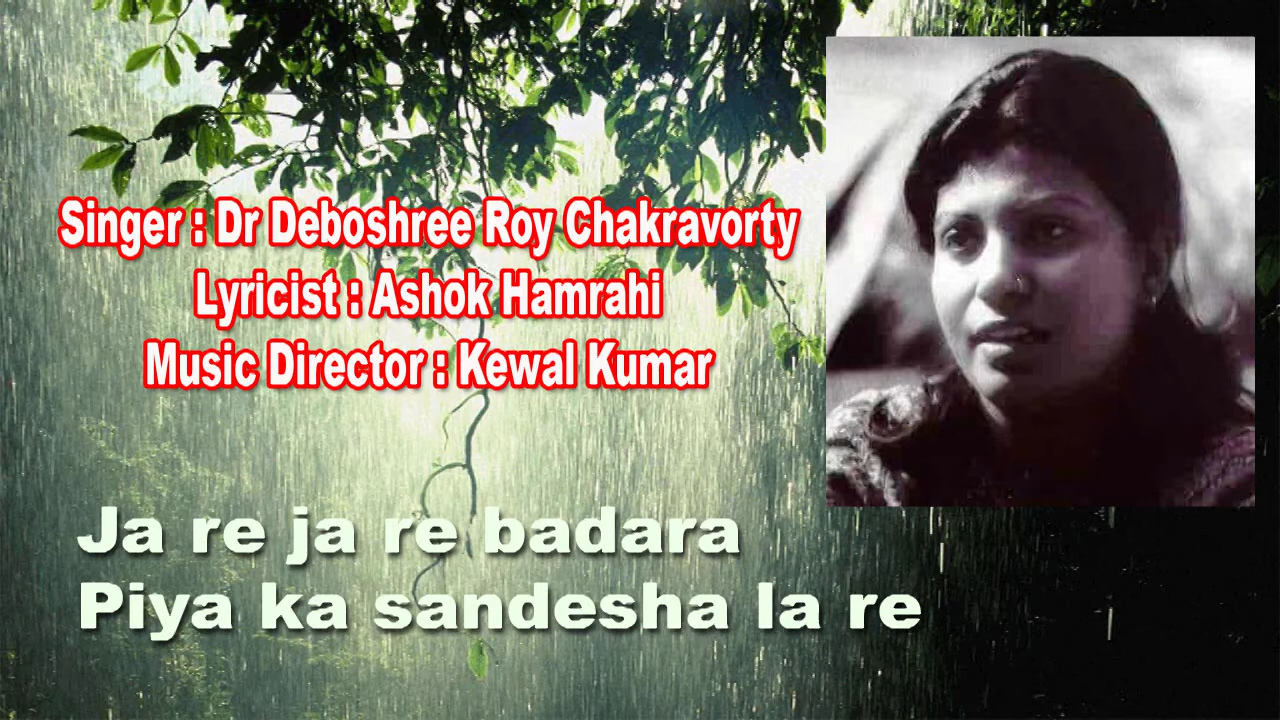 Singer : Dr Deboshree Roy Chakravorty
Lyricist : Ashok Hamrahi
Music Director : Kewal Kumar
Ja re ja re badara
Piya ka sandesha la re